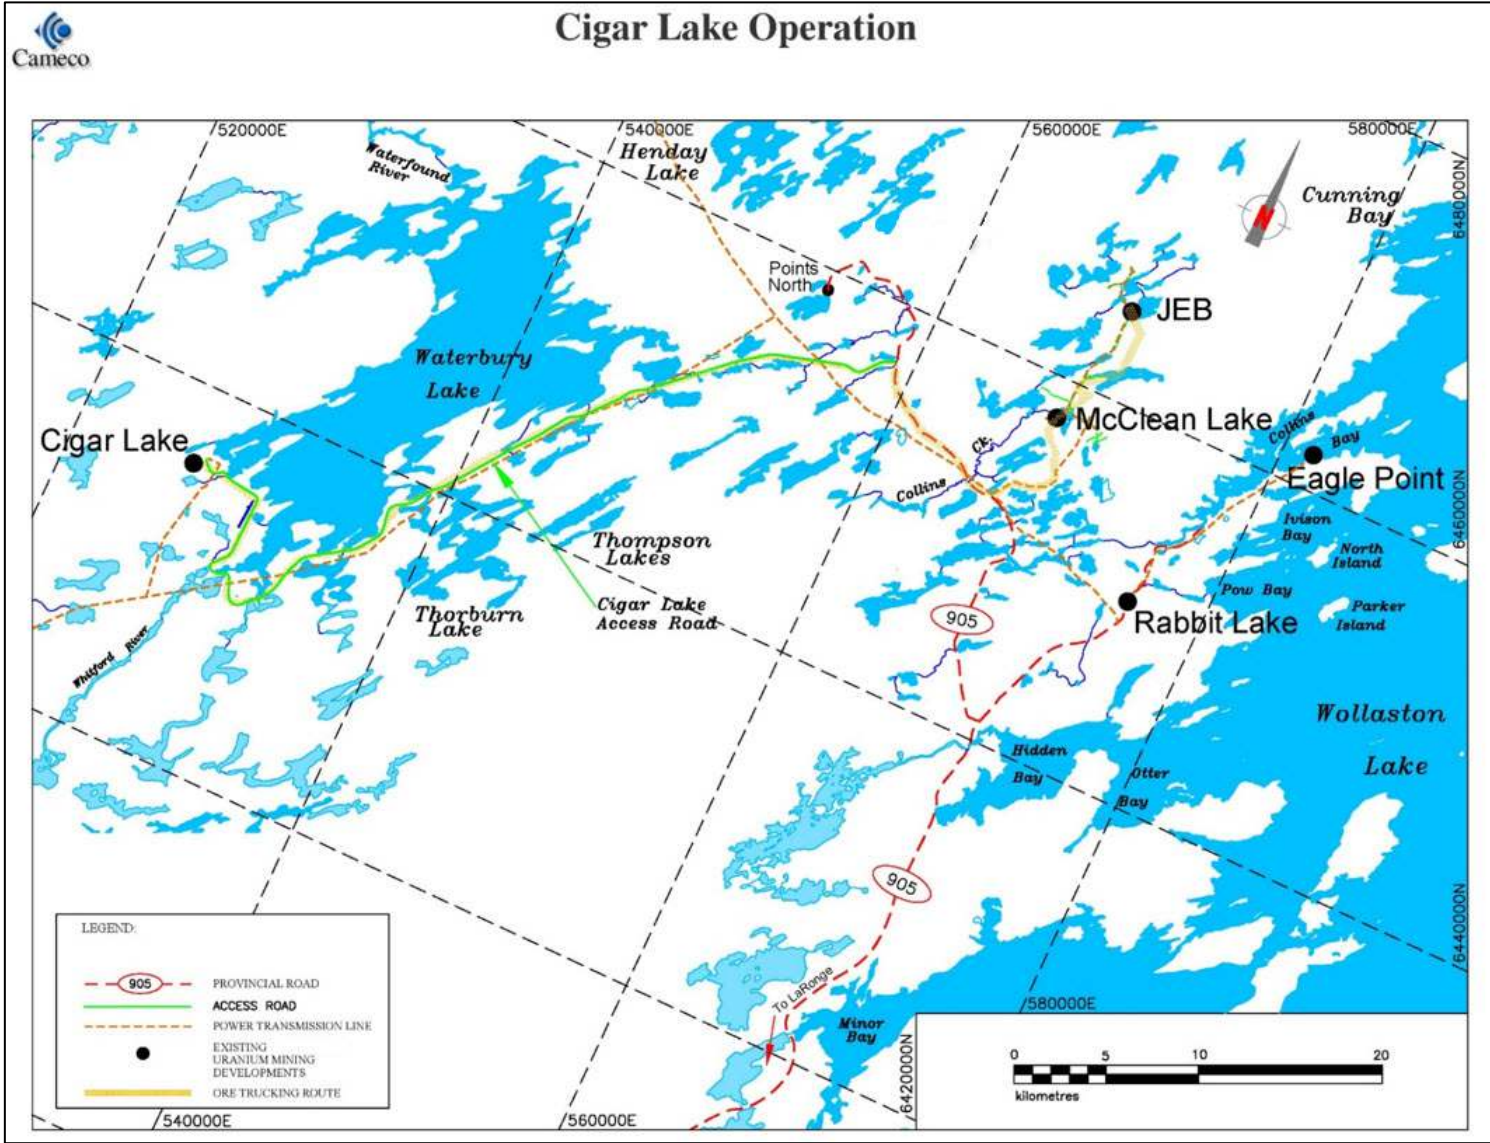 Cigar Lake Operation
Cameco
520000E
540000E
560000E
580000E
Waterfound
River
Henday
Lake
Cunning
Bay
6480000N
N
Points
North
JEB
Waterbury
Lake
McClean Lake
Cigar Lake
Collins
Bay
Eagle Point
Collins
Ck.
6460000N
Ivison
Bay
North
Island
Thompson
Lakes
Pow Bay
Parker
Island
Cigar Lake
Access Road
Thorburn
Lake
905
Rabbit Lake
Whitford River
Wollaston
Lake
Hidden
Bay
Otter
Bay
905
6440000N
To LaRonge
Minor
Bay
580000E
6420000N
LEGEND:
905 PROVINCIAL ROAD
ACCESS ROAD
POWER TRANSMISSION LINE
EXISTING
URANIUM MINING
DEVELOPMENTS
ORE TRUCKING ROUTE
0 5 10 20
kilometres
540000E
560000E